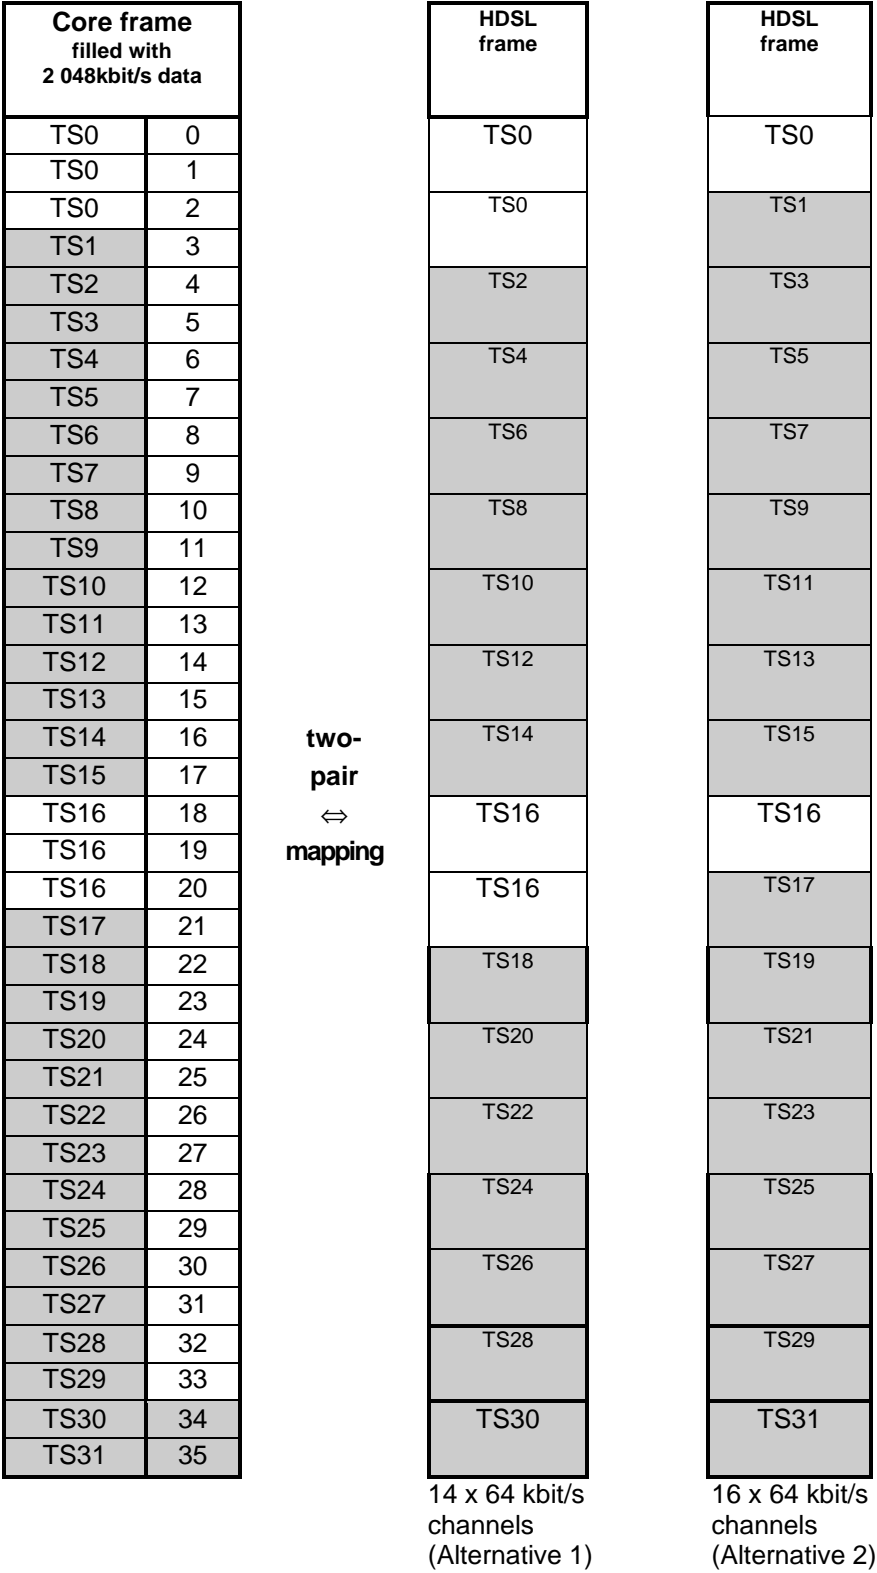 Core frame
filled with
2 048kbit/s data
HDSL
frame
HDSL
frame
TS0 0 TS0 TS0
TS0 1
TS0 2 TS0 TS1
TS1 3
TS2 4 TS2 TS3
TS3 5
TS4 6 TS4 TS5
TS5 7
TS6 8 TS6 TS7
TS7 9
TS8 10 TS8 TS9
TS9 11
TS10 12 TS10 TS11
TS11 13
TS12 14 TS12 TS13
TS13 15
TS14 16 two- TS14 TS15
TS15 17 pair
TS16 18 ⇔ TS16 TS16
TS16 19 mapping
TS16 20 TS16 TS17
TS17 21
TS18 22 TS18 TS19
TS19 23
TS20 24 TS20 TS21
TS21 25
TS22 26 TS22 TS23
TS23 27
TS24 28 TS24 TS25
TS25 29
TS26 30 TS26 TS27
TS27 31
TS28 32 TS28 TS29
TS29 33
TS30 34 TS30 TS31
TS31 35
14 x 64 kbit/s
channels
(Alternative 1)
16 x 64 kbit/s
channels
(Alternative 2)